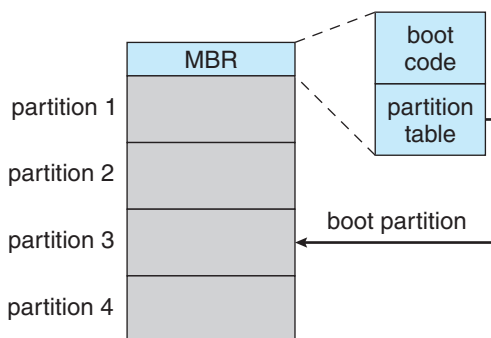 MBR
boot
code
partition
table
partition 1
partition 2
boot partition
partition 3
partition 4